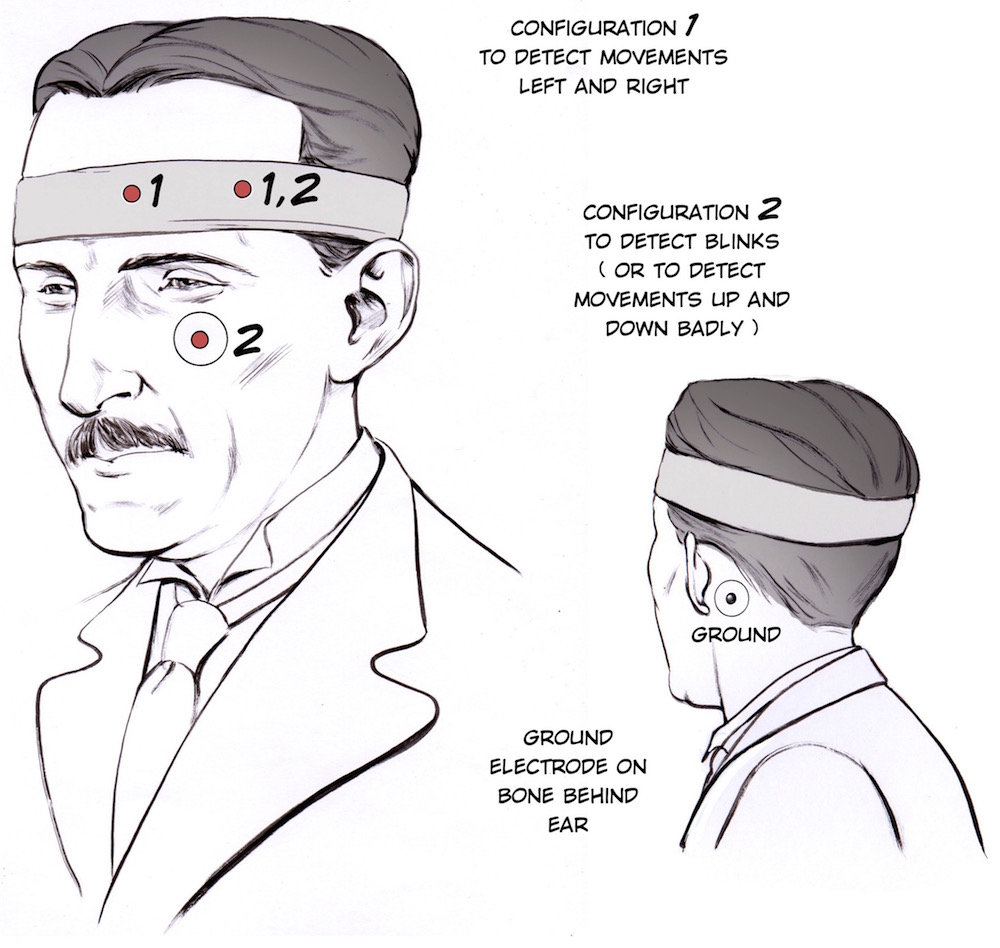 CONFIGURATION 1
TO DETECT MOVEMENTS
LEFT AND RIGHT
1
1,2
CONFIGURATION 2
TO DETECT BLINKS
( OR TO DETECT
MOVEMENTS UP AND
DOWN BADLY )
2
GROUND
GROUND
ELECTRODE ON
BONE BEHIND
EAR